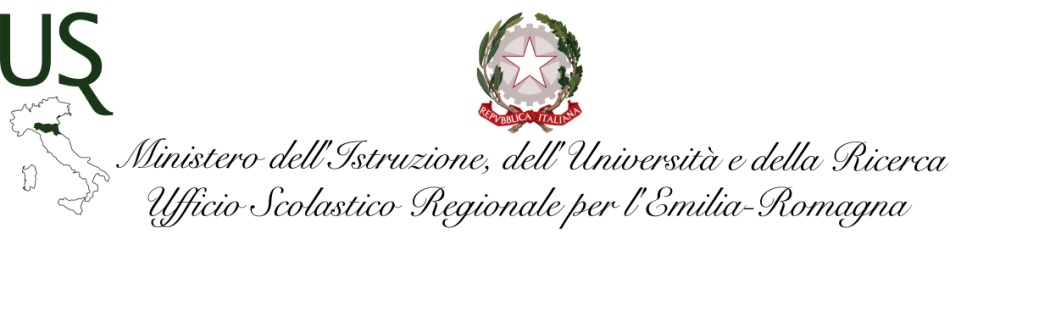 USR
REPVBBLICA ITALIANA
Ministero dell'Istruzione, dell'Università e della Ricerca
Ufficio Scolastico Regionale per l'Emilia-Romagna